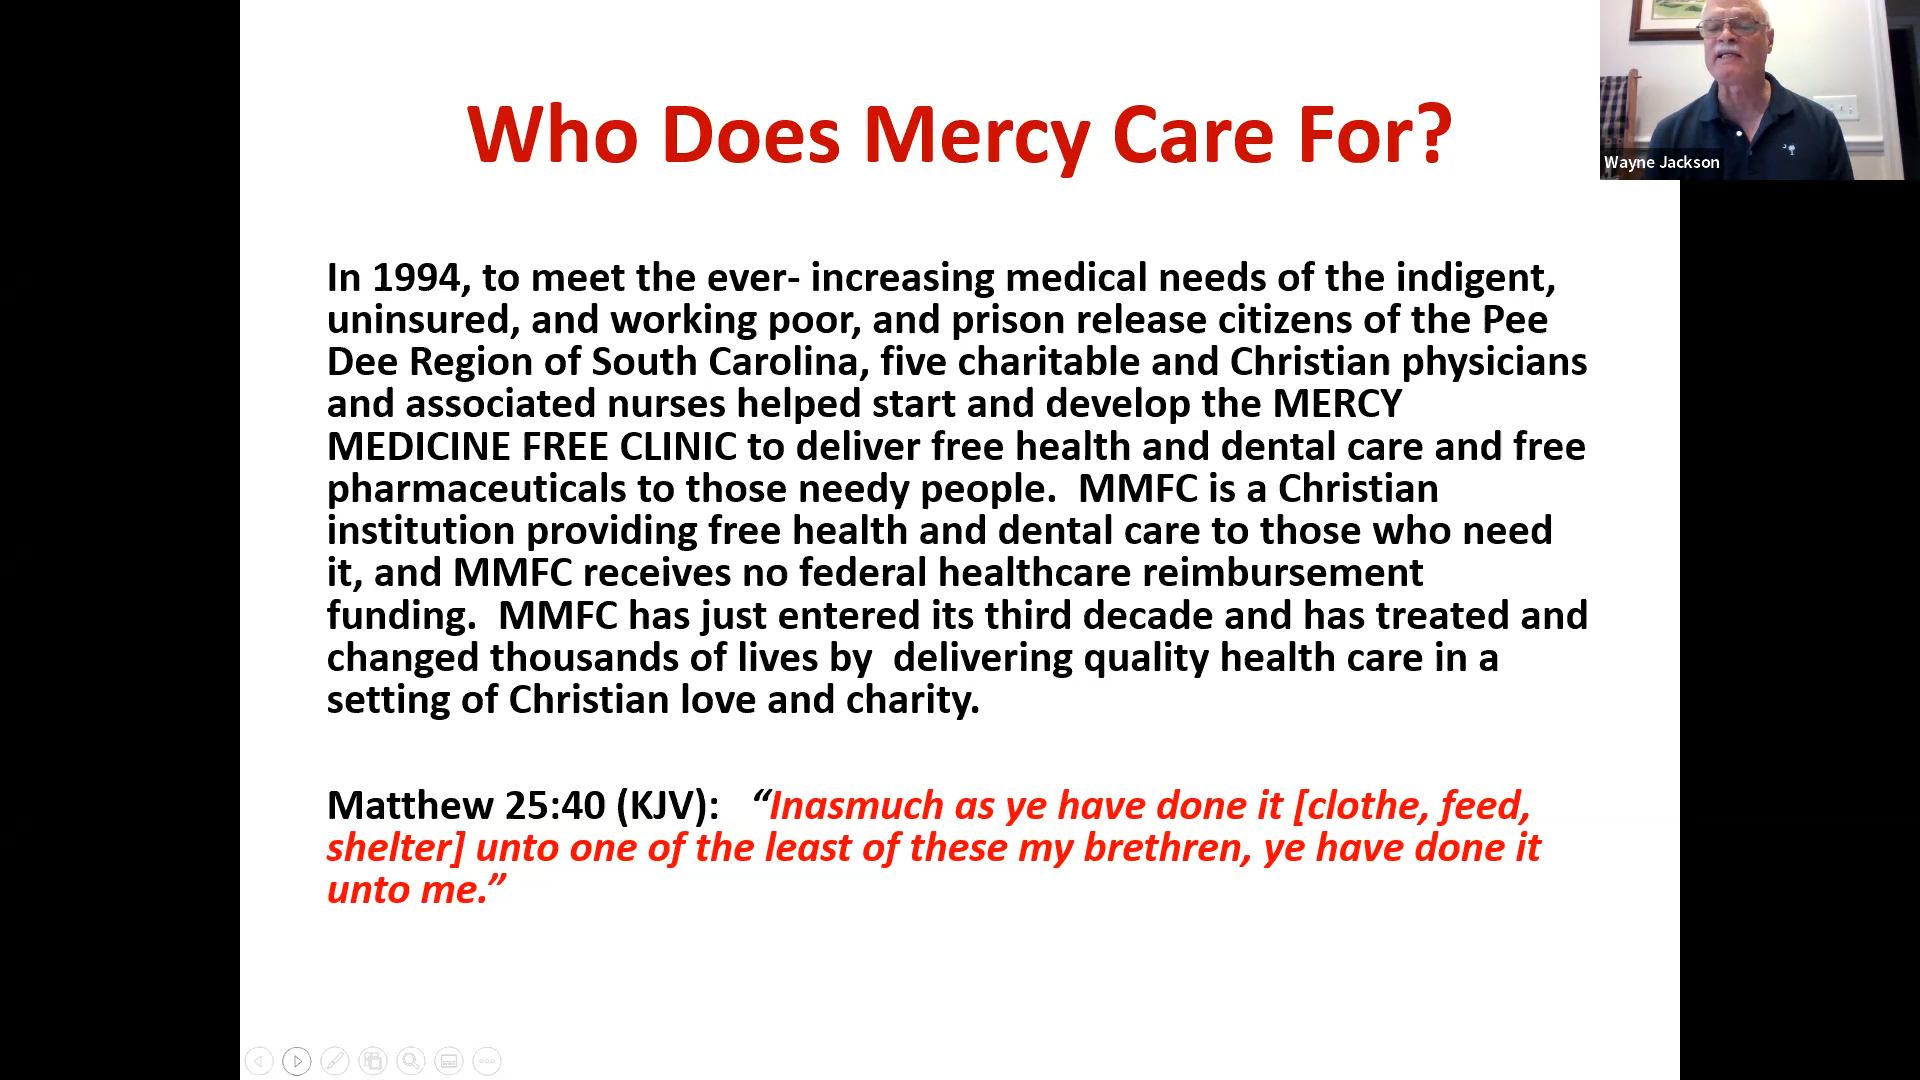 Who Does Mercy Care For?
Wayne Jackson
In 1994, to meet the ever- increasing medical needs of the indigent,
uninsured, and working poor, and prison release citizens of the Pee
Dee Region of South Carolina, five charitable and Christian physicians
and associated nurses helped start and develop the MERCY
MEDICINE FREE CLINIC to deliver free health and dental care and free
pharmaceuticals to those needy people.  MMFC is a Christian
institution providing free health and dental care to those who need
it, and MMFC receives no federal healthcare reimbursement
funding.  MMFC has just entered its third decade and has treated and
changed thousands of lives by  delivering quality health care in a
setting of Christian love and charity.
Matthew 25:40 (KJV):   “Inasmuch as ye have done it [clothe, feed,
shelter] unto one of the least of these my brethren, ye have done it
unto me.”